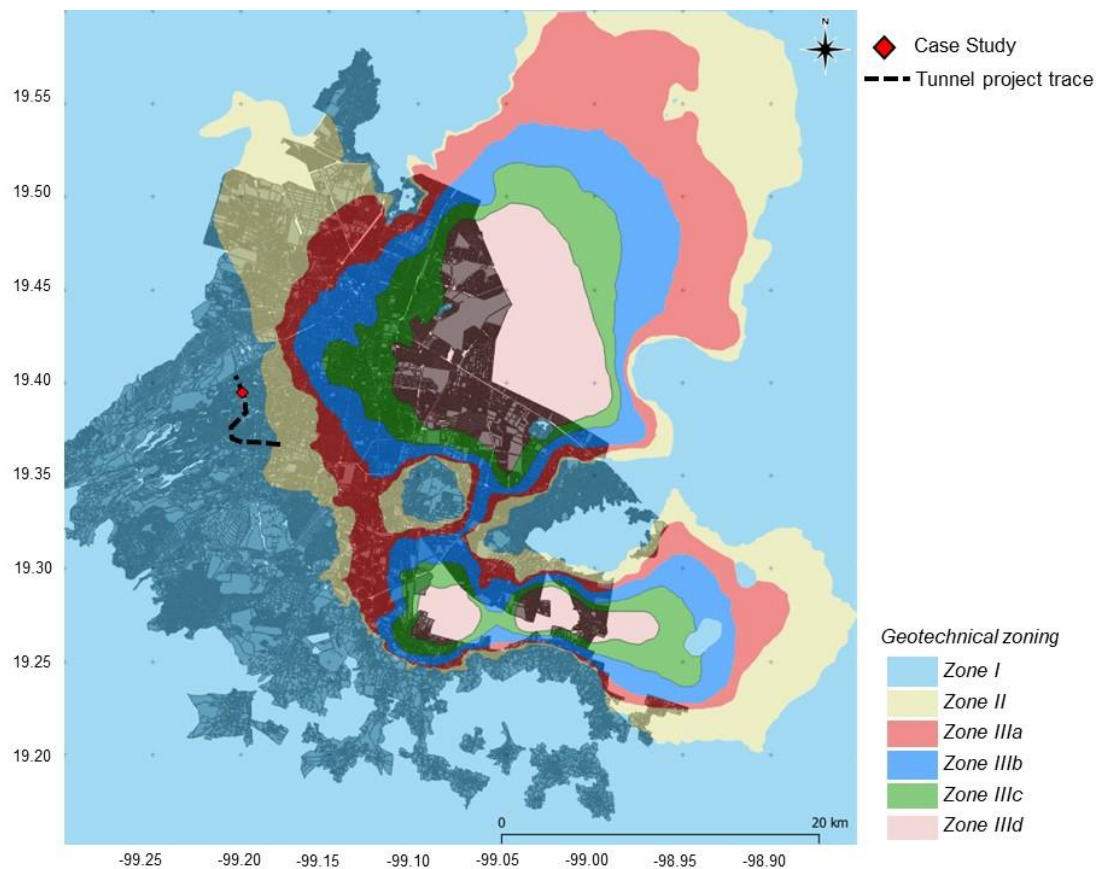 N
Case Study
Tunnel project trace
19.55
19.50
19.45
19.40
19.35
19.30
19.25
19.20
Geotechnical zoning
Zone I
Zone II
Zone IIIa
Zone IIIb
Zone IIIc
Zone IIId
0 20 km
-99.25 -99.20 -99.15 -99.10 -99.05 -99.00 -98.95 -98.90